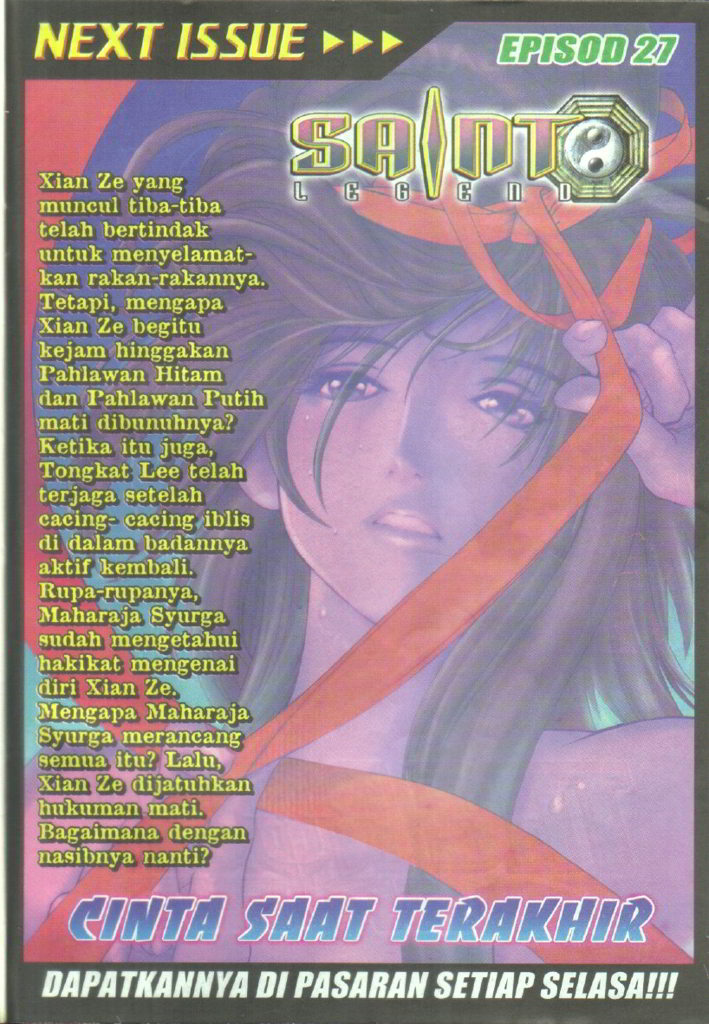 NEXT ISSUE
EPISOD 27
SAINT
LEGEND
Xian Ze yang
muncul tiba-tiba
telah bertindak
untuk menyelamat-
kan rakan-rakannya.
Tetapi, mengapa
Xian Ze begitu
kejam hinggakan
Pahlawan Hitam
dan Pahlawan Putih
mati dibunuhnya?
Ketika itu juga,
Tongkat Lee telah
terjaga setelah
cacing- cacing iblis
di dalam badannya
aktif kembali.
Rupa-rupanya,
Maharaja Syurga
sudah mengetahui
hakikat mengenai
diri Xian Ze.
Mengapa Maharaja
Syurga merancang
semua itu? Lalu,
Xian Ze dijatuhkan
hukuman mati.
Bagaimana dengan
nasibnya nanti?
CINTA SAAT TERAKHIR
DAPATKANNYA DI PASARAN SETIAP SELASA!!!